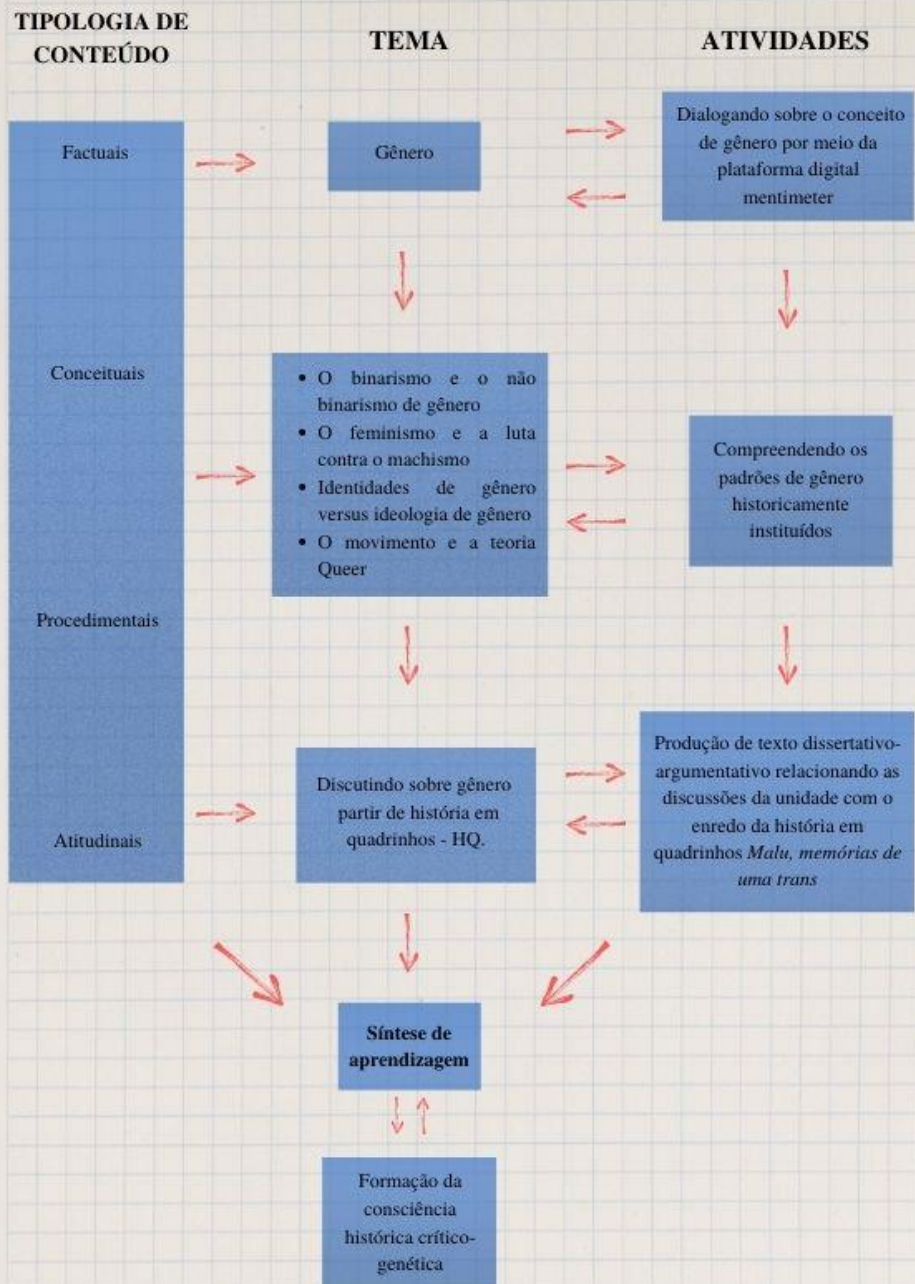 TIPOLOGIA DE
CONTEÚDO
TEMA
ATIVIDADES
Factuais
Conceituais
Procedimentais
Atitudinais
Gênero
Dialogando sobre o conceito
de gênero por meio da
plataforma digital
mentimeter
• O binarismo e o não
binarismo de gênero
• O feminismo e a luta
contra o machismo
• Identidades de gênero
versus ideologia de gênero
• O movimento e a teoria
Queer
Compreendendo os
padrões de gênero
historicamente
instituídos
Discutindo sobre gênero
partir de história em
quadrinhos - HQ.
Produção de texto dissertativo-
argumentativo relacionando as
discussões da unidade com o
enredo da história em
quadrinhos Malu, memórias de
uma trans
Síntese de
aprendizagem
Formação da
consciência
histórica crítico-
genética